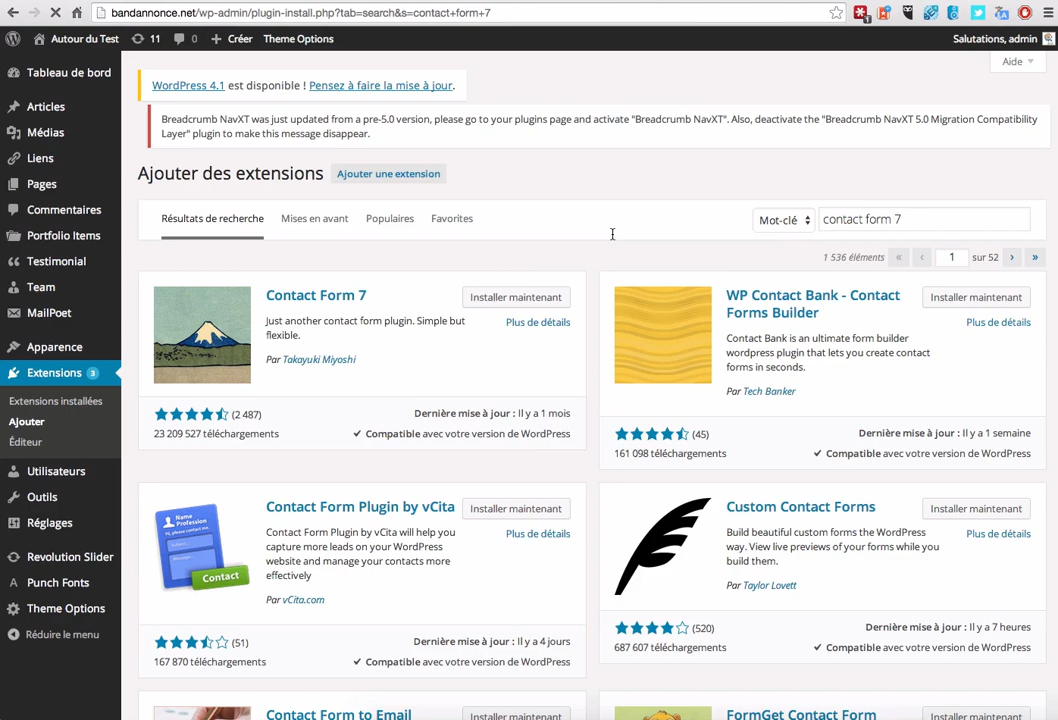 bandannonce.net/wp-admin/plugin-install.php?tab=search&s=contact+form+7
Autour du Test
11
0
Créer
Theme Options
Salutations, admin
Aide
Tableau de bord
Articles
Médias
Liens
Pages
Commentaires
Portfolio Items
Testimonial
Team
MailPoet
Apparence
Extensions 3
Extensions installées
Ajouter
Éditeur
Utilisateurs
Outils
Réglages
Revolution Slider
Punch Fonts
Theme Options
Réduire le menu
WordPress 4.1 est disponible ! Pensez à faire la mise à jour.
Breadcrumb NavXT was just updated from a pre-5.0 version, please go to your plugins page and activate "Breadcrumb NavXT". Also, deactivate the "Breadcrumb NavXT 5.0 Migration Compatibility
Layer" plugin to make this message disappear.
Ajouter des extensions
Ajouter une extension
Résultats de recherche
Mises en avant
Populaires
Favorites
Mot-clé
contact form 7
1 536 éléments « ‹ 1 sur 52 › »
Contact Form 7
Installer maintenant
Plus de détails
Just another contact form plugin. Simple but
flexible.
Par Takayuki Miyoshi
(2 487)
Dernière mise à jour : Il y a 1 mois
23 209 527 téléchargements
✔ Compatible avec votre version de WordPress
WP Contact Bank - Contact
Forms Builder
Installer maintenant
Plus de détails
Contact Bank is an ultimate form builder
wordpress plugin that lets you create contact
forms in seconds.
Par Tech Banker
(45)
Dernière mise à jour : Il y a 1 semaine
161 098 téléchargements
✔ Compatible avec votre version de WordPress
Name
Profession
Contact
Contact Form Plugin by vCita
Installer maintenant
Plus de détails
Contact Form Plugin by vCita will help you
capture more leads on your WordPress
website and manage your contacts more
effectively
Par vCita.com
(51)
Dernière mise à jour : Il y a 4 jours
167 870 téléchargements
✔ Compatible avec votre version de WordPress
Custom Contact Forms
Installer maintenant
Plus de détails
Build beautiful custom forms the WordPress
way. View live previews of your forms while you
build them.
Par Taylor Lovett
(520)
Dernière mise à jour : Il y a 7 heures
687 607 téléchargements
✔ Compatible avec votre version de WordPress
Contact Form to Email
Installer maintenant
FormGet Contact Form
Installer maintenant